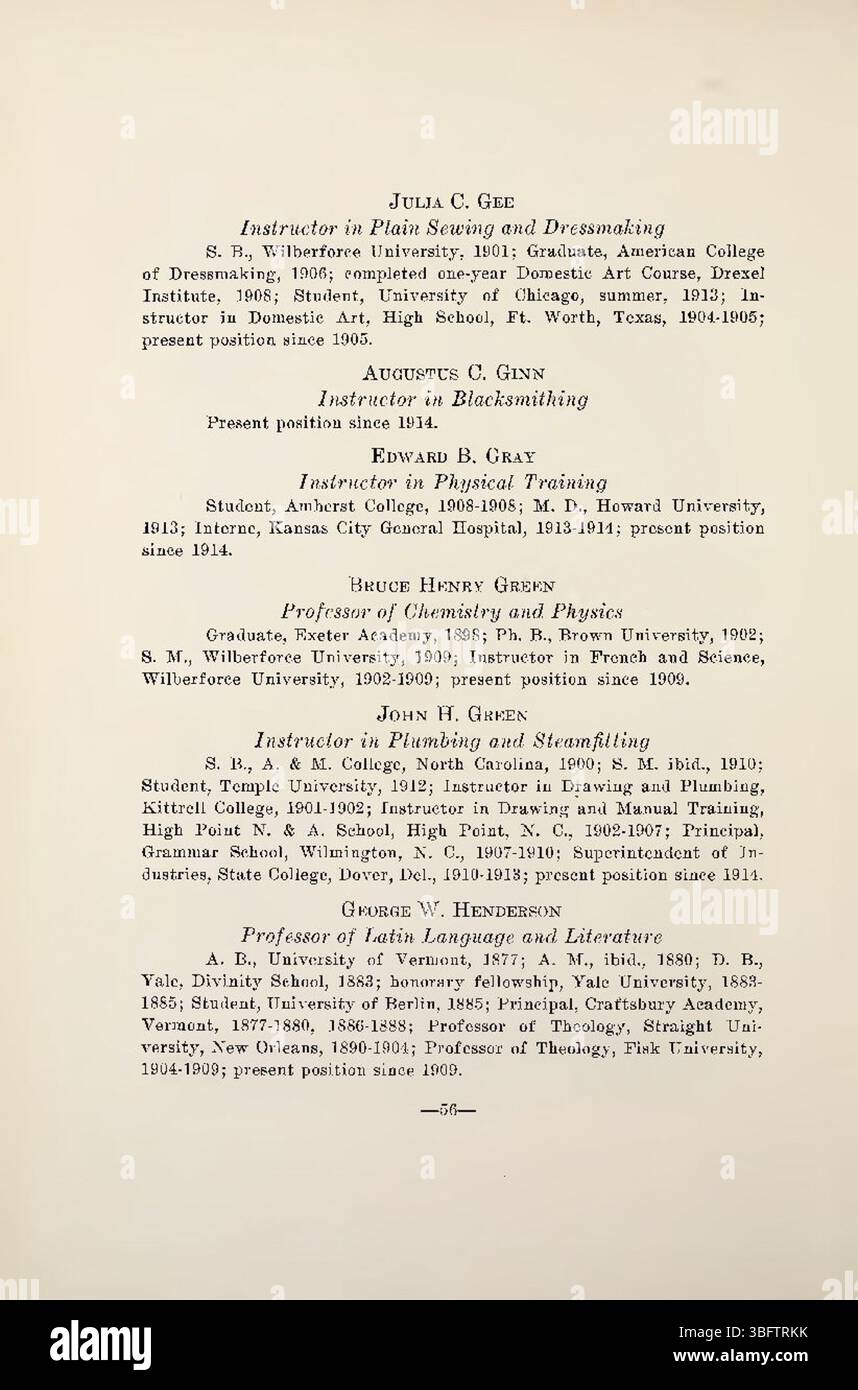 JULIA C. GEE
Instructor in Plain Sewing and Dressmaking
S. B., Wilberforce University, 1901; Graduate, American College
of Dressmaking, 1906; completed one-year Domestic Art Course, Drexel
Institute, 1908; Student, University of Chicago, summer, 1913; In-
structor in Domestic Art, High School, Ft. Worth, Texas, 1904-1905;
present position since 1905.
AUGUSTUS C. GINN
Instructor in Blacksmithing
Present position since 1914.
EDWARD B. GRAY
Instructor in Physical Training
Student, Amherst College, 1908-1908; M. D., Howard University,
1913; Interne, Kansas City General Hospital, 1913-1914; present position
since 1914.
BRUCE HENRY GREEN
Professor of Chemistry and Physics
Graduate, Exeter Academy, 1898; Ph. B., Brown University, 1902;
S. M., Wilberforce University, 1909; Instructor in French and Science,
Wilberforce University, 1902-1909; present position since 1909.
JOHN H. GREEN
Instructor in Plumbing and Steamfitting
S. B., A. & M. College, North Carolina, 1900; S. M. ibid., 1910;
Student, Temple University, 1912; Instructor in Drawing and Plumbing,
Kittrell College, 1901-1902; Instructor in Drawing and Manual Training,
High Point N. & A. School, High Point, N. C., 1902-1907; Principal,
Grammar School, Wilmington, N. C., 1907-1910; Superintendent of In-
dustries, State College, Dover, Del., 1910-1913; present position since 1914.
GEORGE W. HENDERSON
Professor of Latin Language and Literature
A. B., University of Vermont, 1877; A. M., ibid., 1880; D. B.,
Yale, Divinity School, 1883; honorary fellowship, Yale University, 1883-
1885; Student, University of Berlin, 1885; Principal, Craftsbury Academy,
Vermont, 1877-1880, 1886-1888; Professor of Theology, Straight Uni-
versity, New Orleans, 1890-1904; Professor of Theology, Fisk University,
1904-1909; present position since 1909.
—56—
alamy
Image ID: 3BFTRKK
www.alamy.com